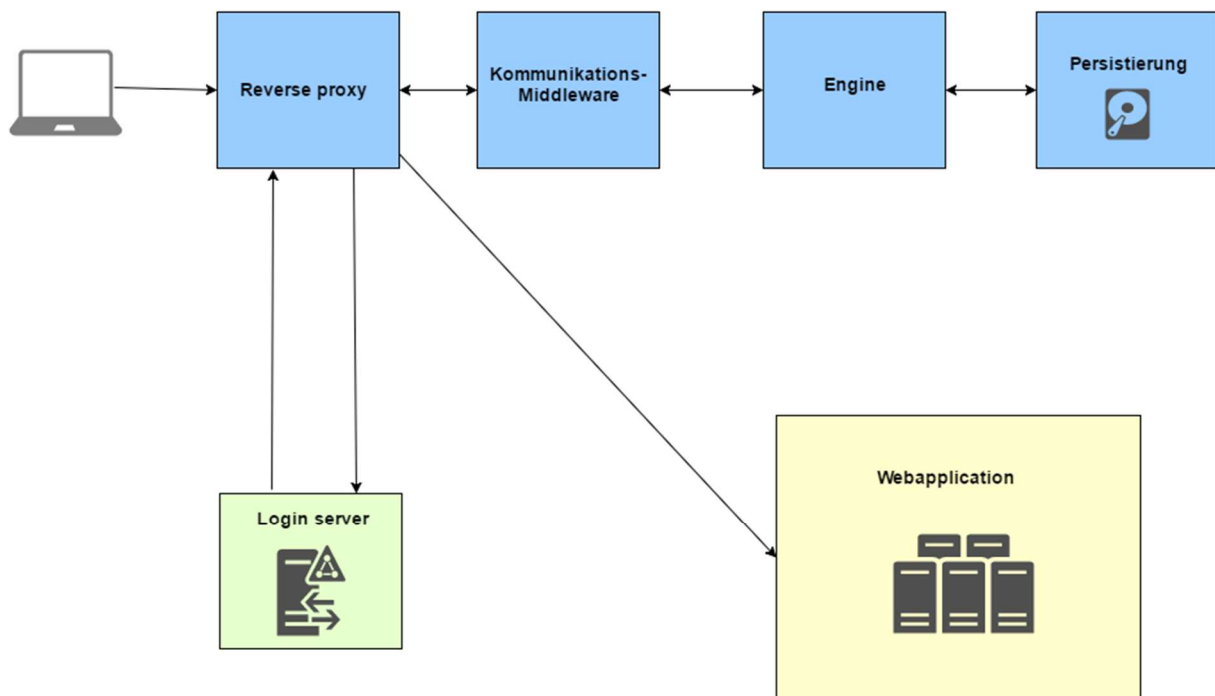 Reverse proxy
Kommunikations-
Middleware
Engine
Persistierung
Login server
Webapplication